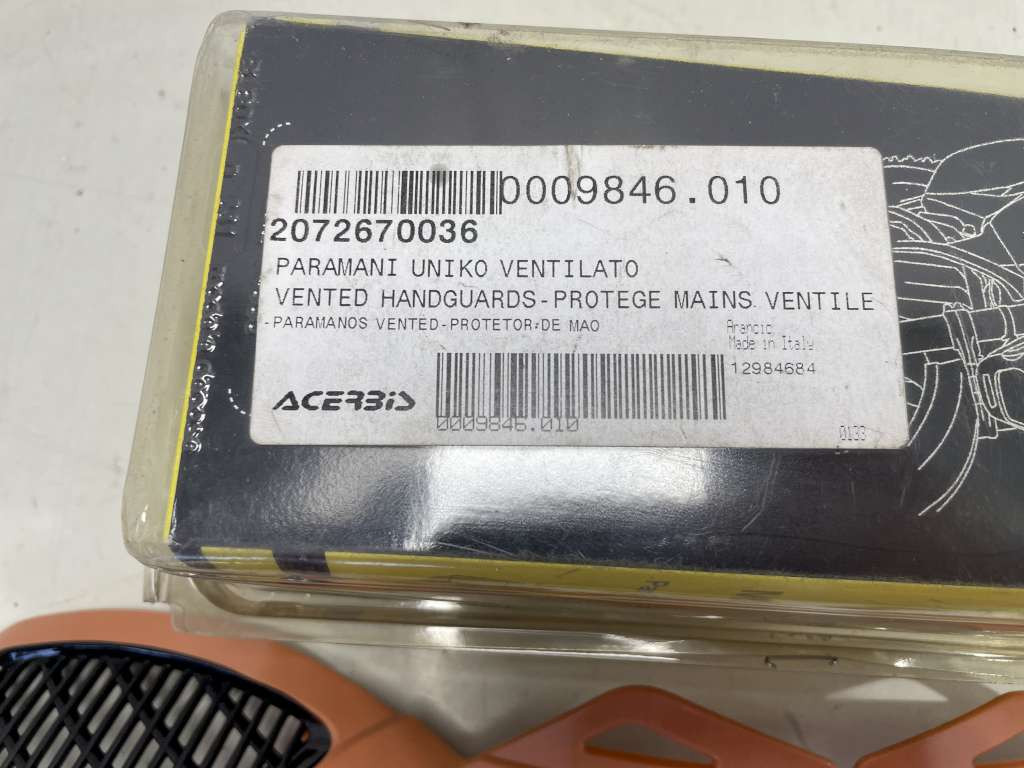 0009846.010
2072670036
PARAMANI UNIKO VENTILATO
VENTED HANDGUARDS-PROTEGE MAINS VENTILE
-PARAMANOS VENTED-PROTETOR DE MAO
Arancio
Made in Italy
12984684
ACERBIS
0009846.010
0133